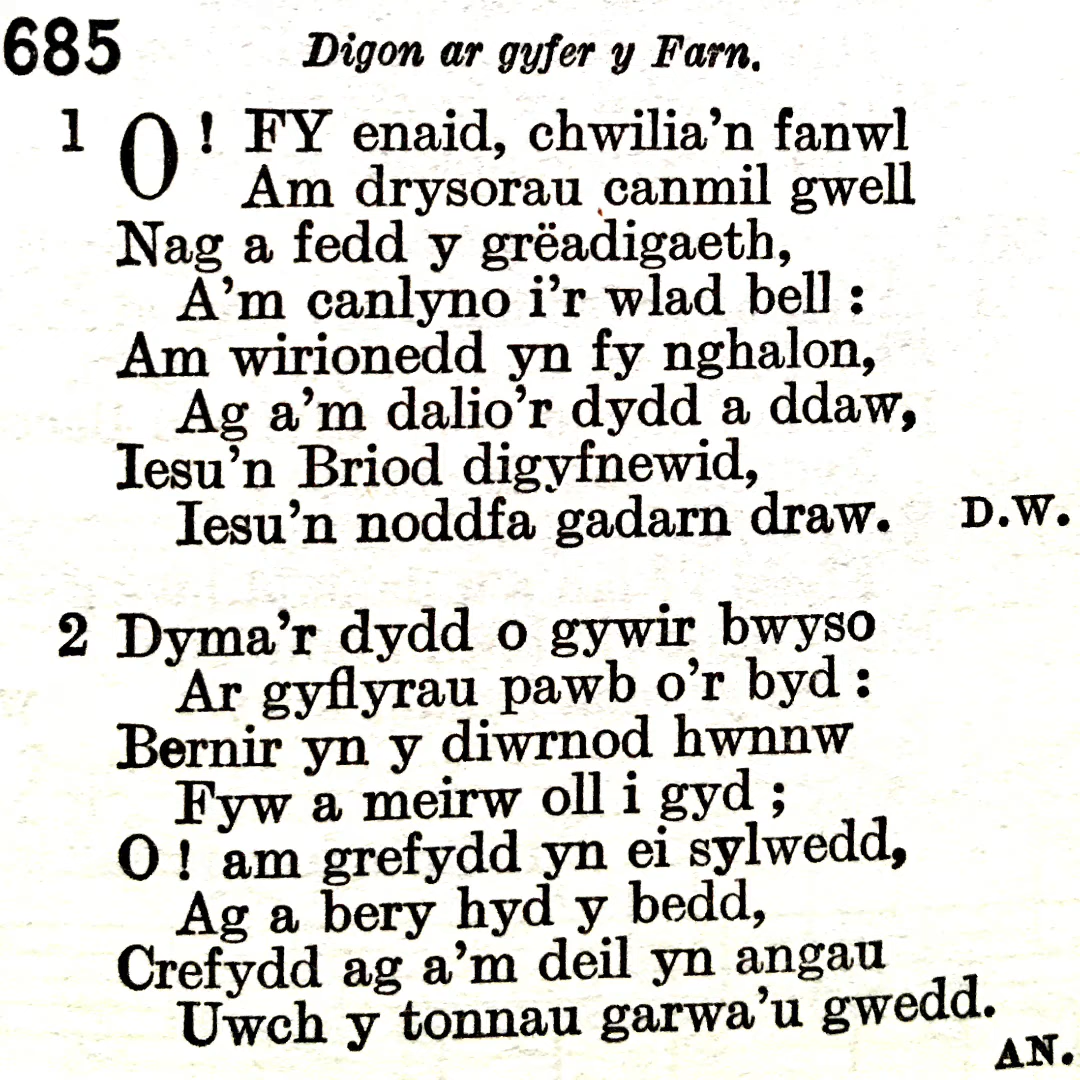 685 Digon ar gyfer y Farn.
1 O! FY enaid, chwilia'n fanwl
Am drysorau canmil gwell
Nag a fedd y grëadigaeth,
A'm canlyno i'r wlad bell :
Am wirionedd yn fy nghalon,
Ag a'm dalio'r dydd a ddaw,
Iesu'n Briod digyfnewid,
Iesu'n noddfa gadarn draw. D.W.
2 Dyma'r dydd o gywir bwyso
Ar gyflyrau pawb o'r byd :
Bernir yn y diwrnod hwnnw
Fyw a meirw oll i gyd ;
O ! am grefydd yn ei sylwedd,
Ag a bery hyd y bedd,
Crefydd ag a'm deil yn angau
Uwch y tonnau garwa'u gwedd.
AN.